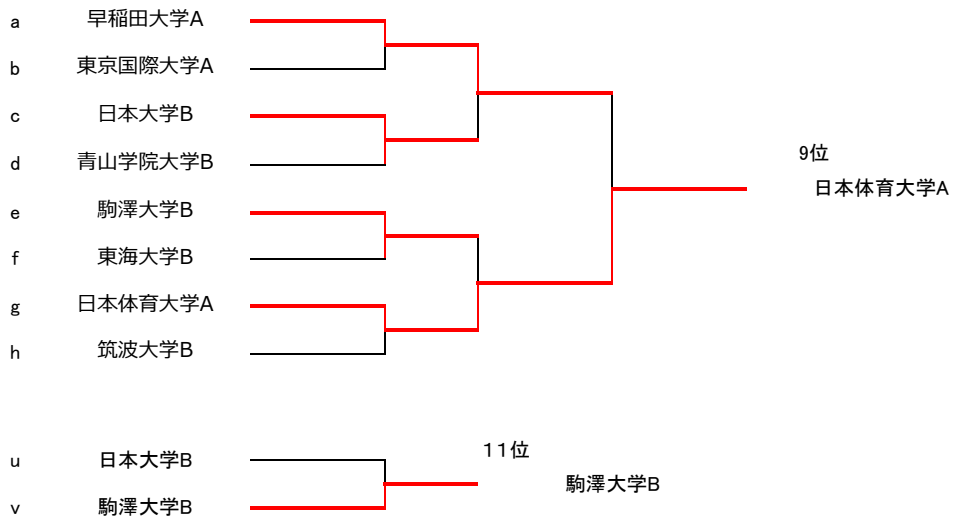 a 早稲田大学A
b 東京国際大学A
c 日本大学B
d 青山学院大学B
9位
日本体育大学A
e 駒澤大学B
f 東海大学B
g 日本体育大学A
h 筑波大学B
u 日本大学B
11位
駒澤大学B
v 駒澤大学B